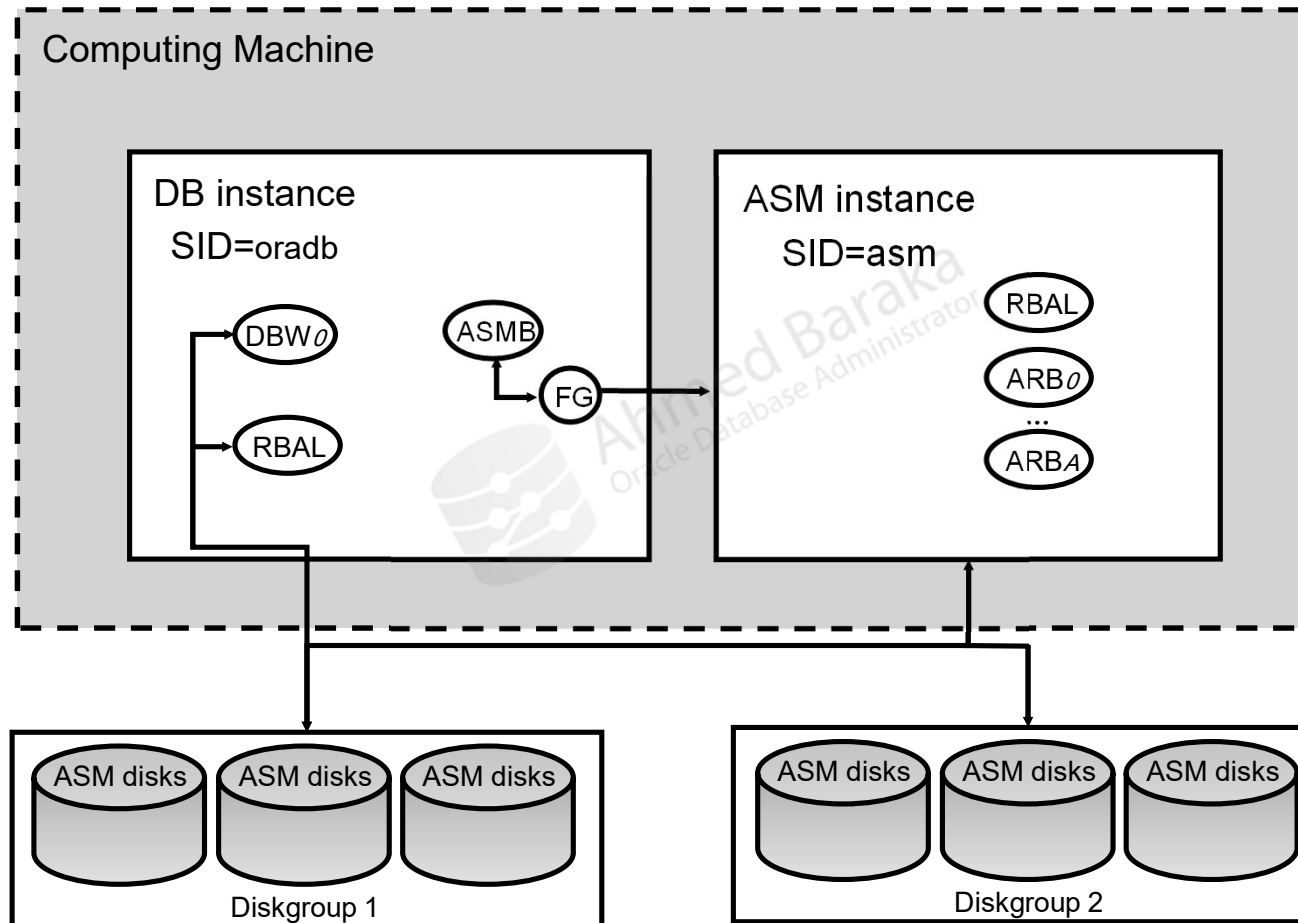 Computing Machine
DB instance
SID=oradb
DBW0
RBAL
ASMB
FG
ASM instance
SID=asm
RBAL
ARB0
...
ARBA
Ahmed Baraka
Oracle Database Administrator
ASM disks
ASM disks
ASM disks
Diskgroup 1
ASM disks
ASM disks
ASM disks
Diskgroup 2